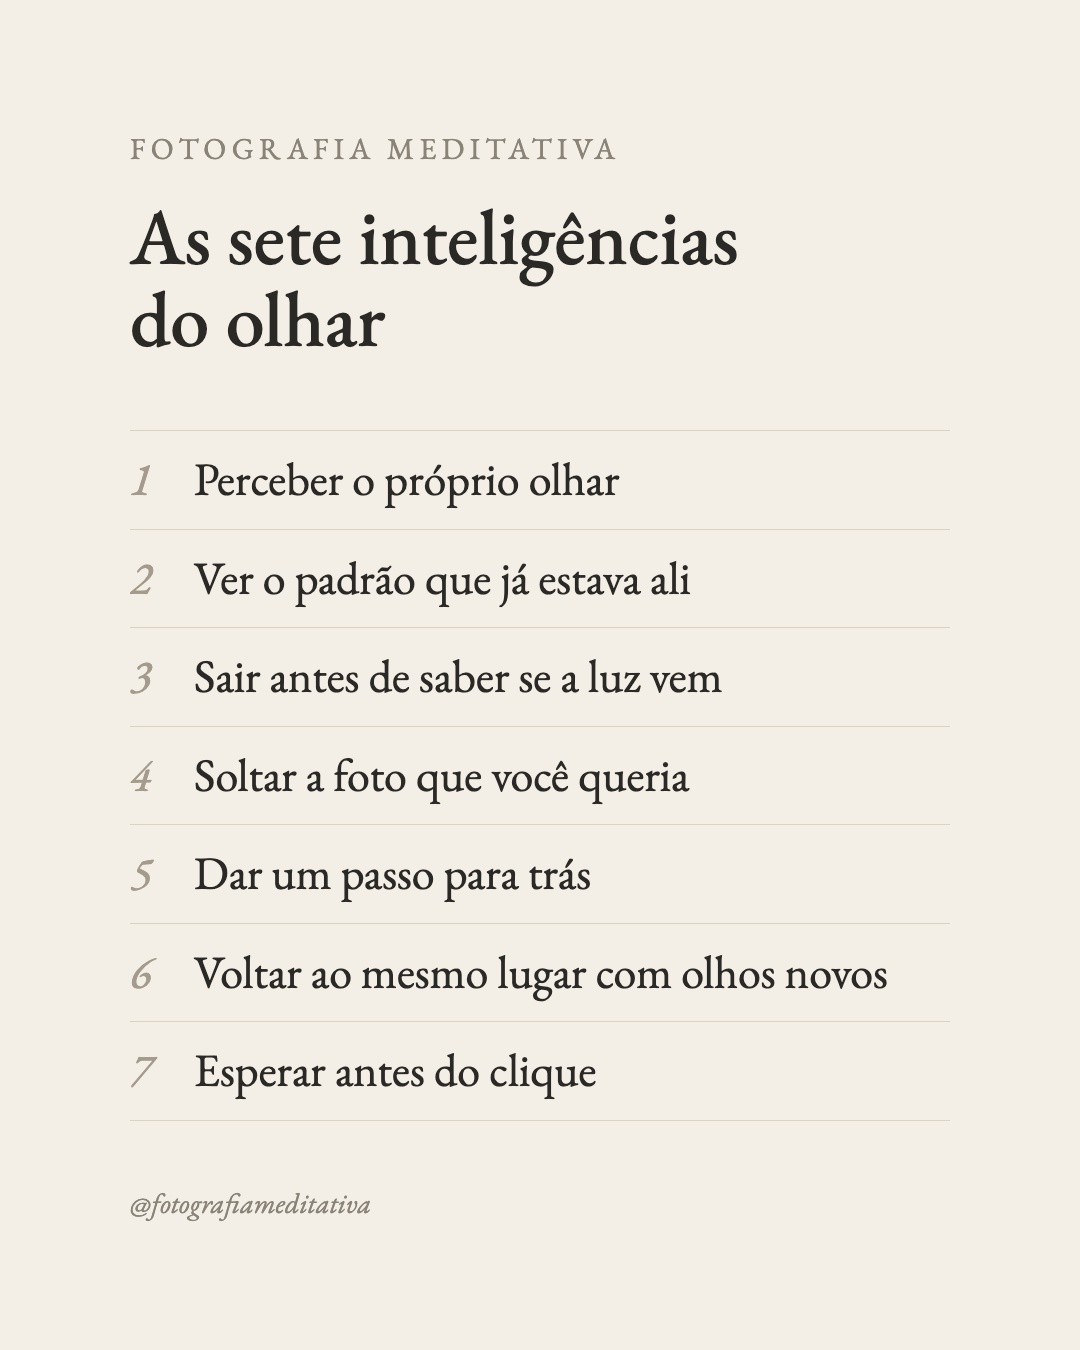 FOTOGRAFIA MEDITATIVA
As sete inteligências
do olhar
1 Perceber o próprio olhar
2 Ver o padrão que já estava ali
3 Sair antes de saber se a luz vem
4 Soltar a foto que você queria
5 Dar um passo para trás
6 Voltar ao mesmo lugar com olhos novos
7 Esperar antes do clique
@fotografiameditativa